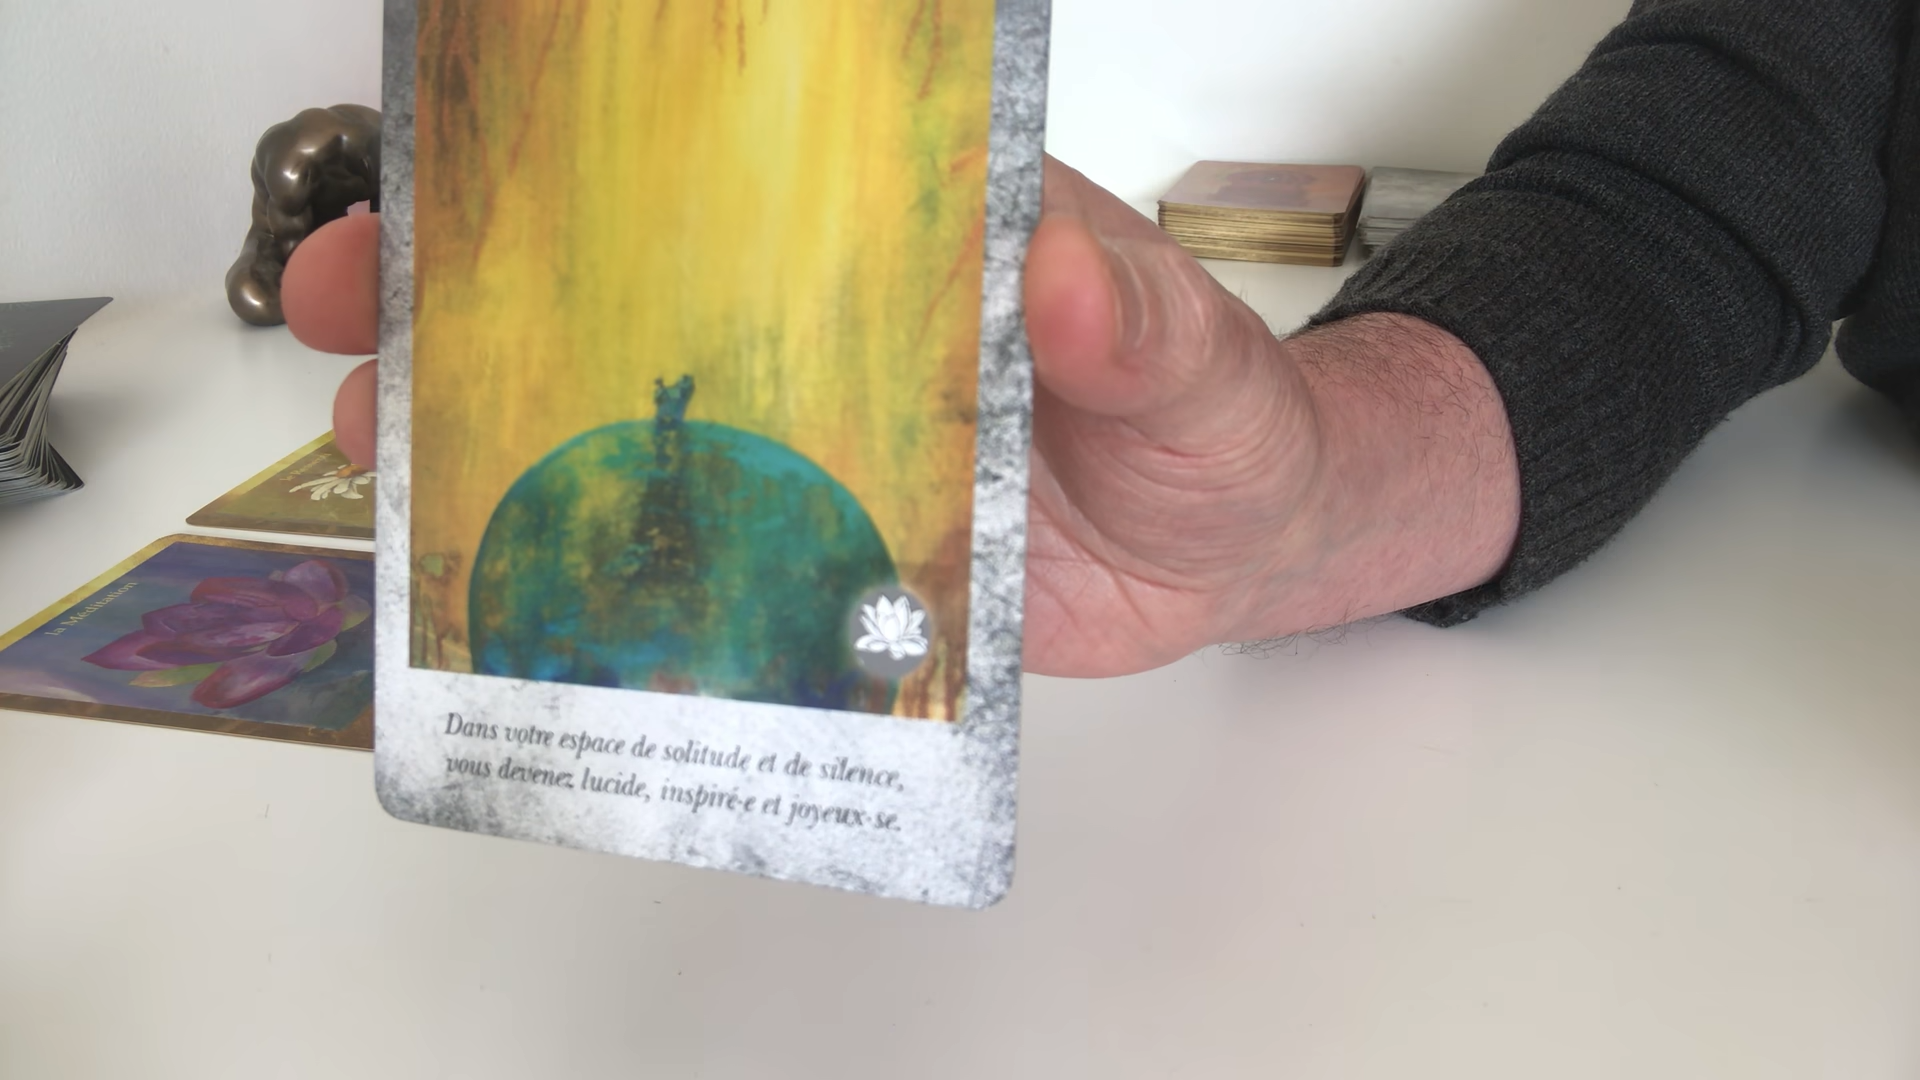 la Méditation
Dans votre espace de solitude et de silence,
vous devenez lucide, inspiré·e et joyeux·se.